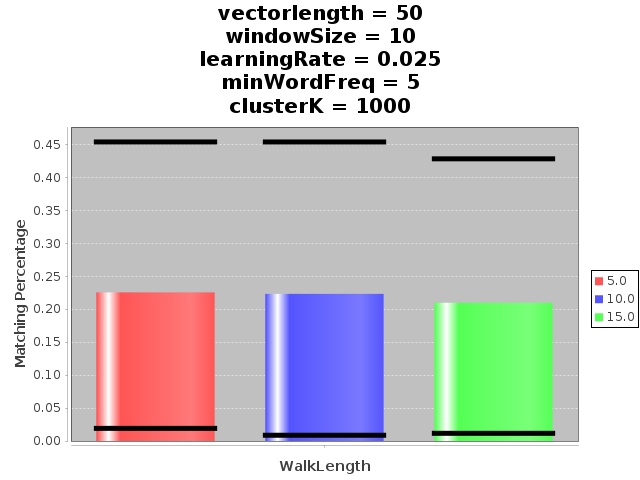 vectorlength = 50
windowSize = 10
learningRate = 0.025
minWordFreq = 5
clusterK = 1000
Matching Percentage
0.45
0.40
0.35
0.30
0.25
0.20
0.15
0.10
0.05
0.00
WalkLength
5.0
10.0
15.0